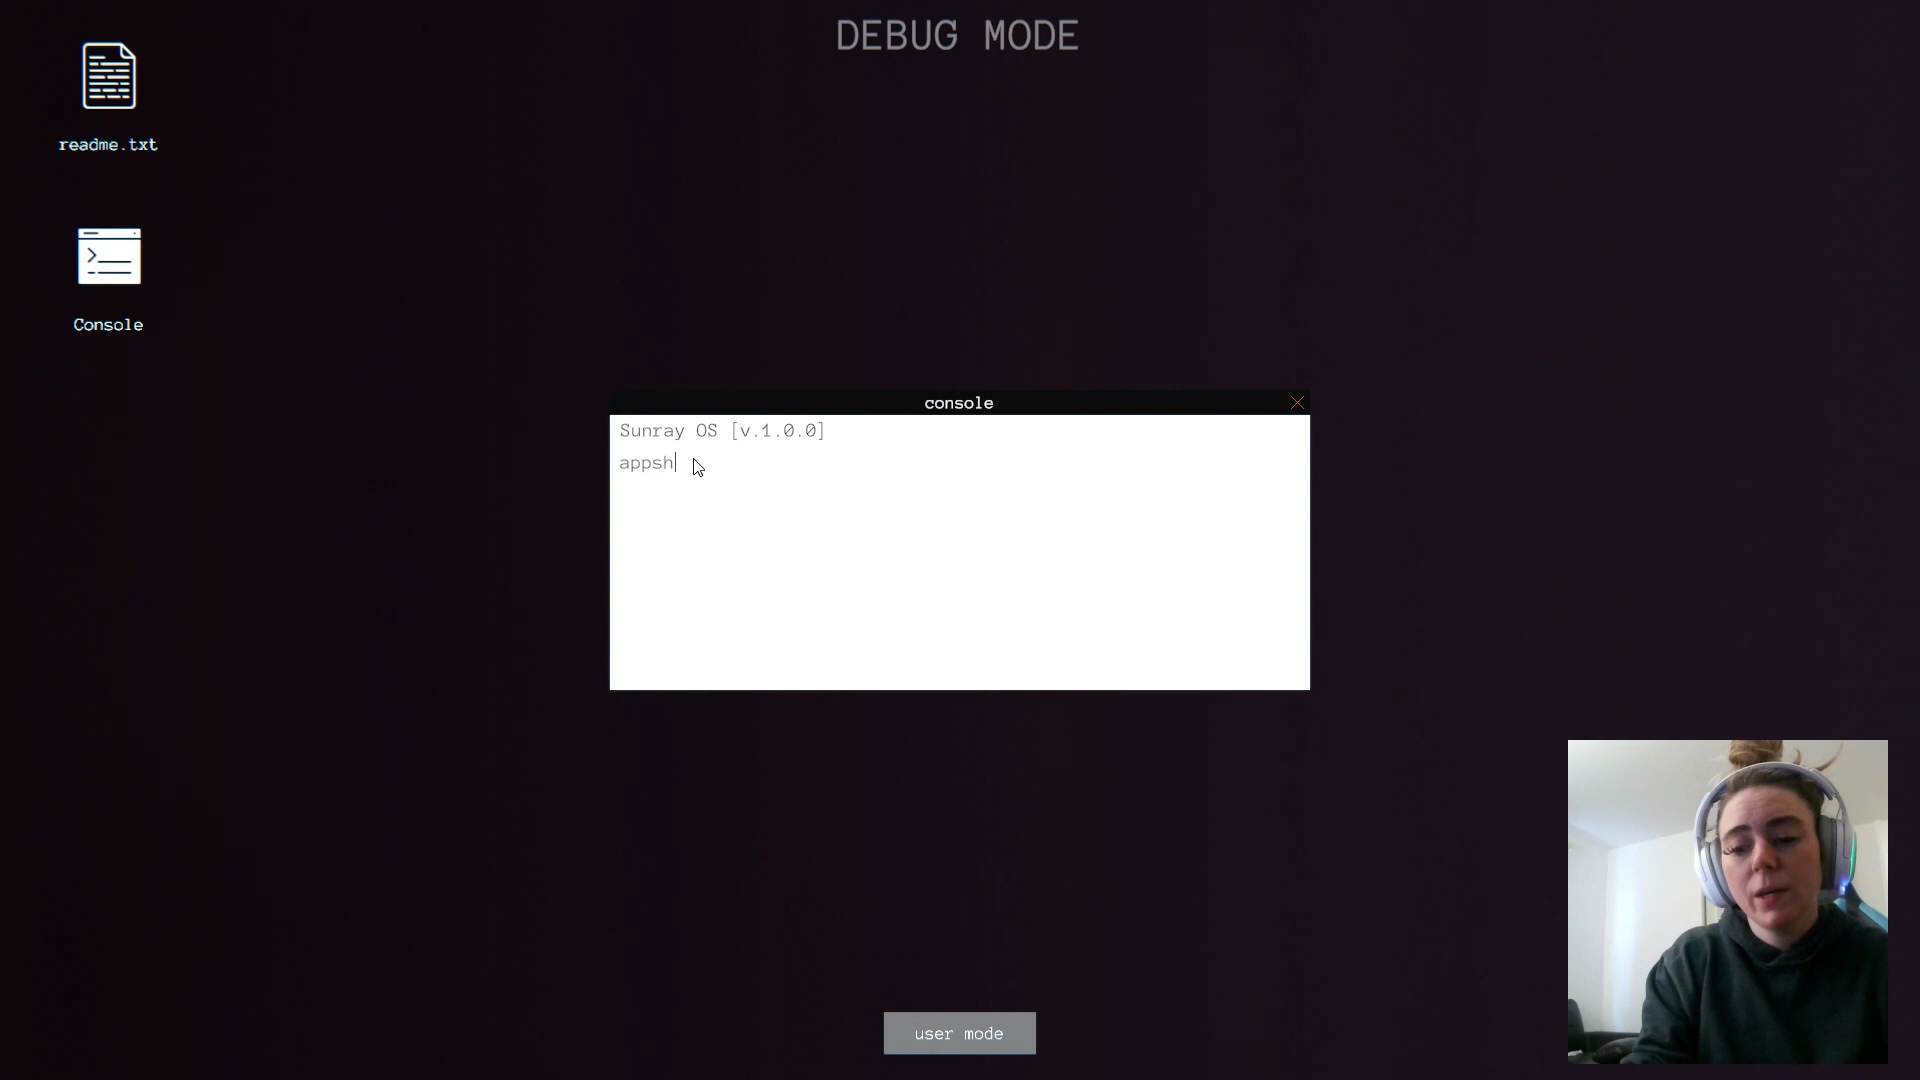 DEBUG MODE
readme.txt
Console
console
Sunray OS [v.1.0.0]
appsh
user mode